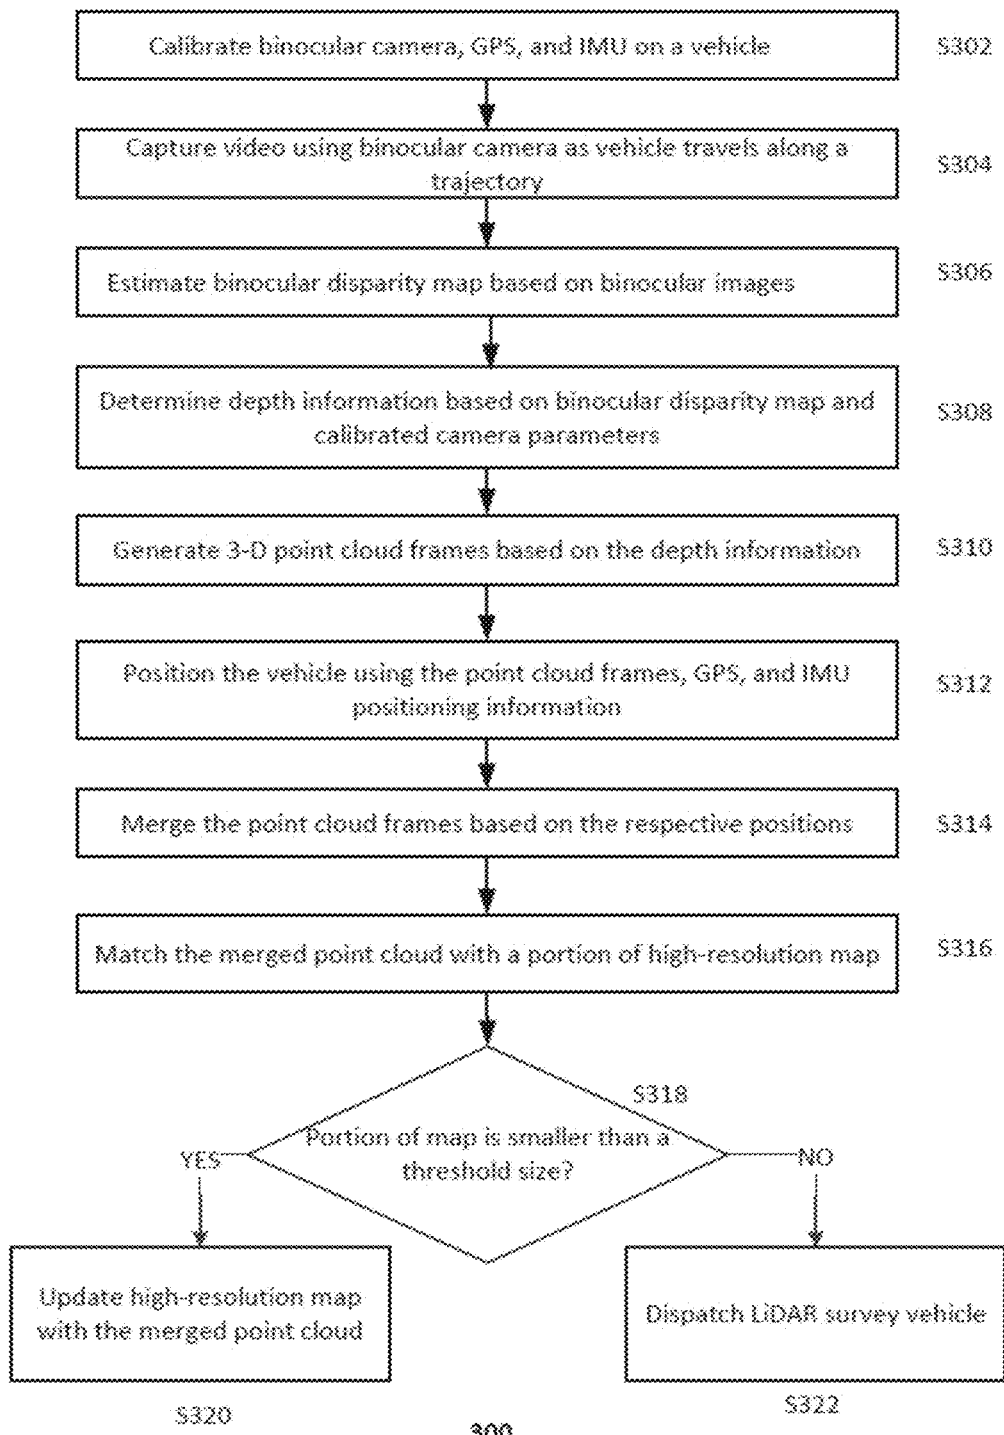 Calibrate binocular camera, GPS, and IMU on a vehicle
S302
Capture video using binocular camera as vehicle travels along a
trajectory
S304
Estimate binocular disparity map based on binocular images
S306
Determine depth information based on binocular disparity map and
calibrated camera parameters
S308
Generate 3-D point cloud frames based on the depth information
S310
Position the vehicle using the point cloud frames, GPS, and IMU
positioning information
S312
Merge the point cloud frames based on the respective positions
S314
Match the merged point cloud with a portion of high-resolution map
S316
S318
Portion of map is smaller than a
threshold size?
YES
NO
Update high-resolution map
with the merged point cloud
Dispatch LiDAR survey vehicle
S320
S322
300